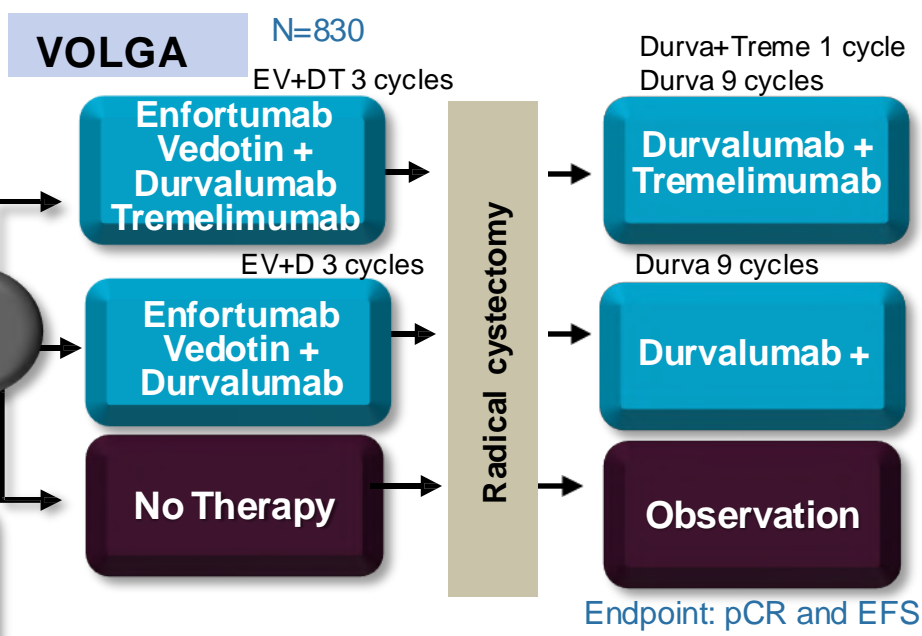 VOLGA
N=830
EV+DT 3 cycles
Enfortumab
Vedotin +
Durvalumab
Tremelimumab
Radical cystectomy
Durva+Treme 1 cycle
Durva 9 cycles
Durvalumab +
Tremelimumab
EV+D 3 cycles
Enfortumab
Vedotin +
Durvalumab
Durva 9 cycles
Durvalumab +
No Therapy
Observation
Endpoint: pCR and EFS